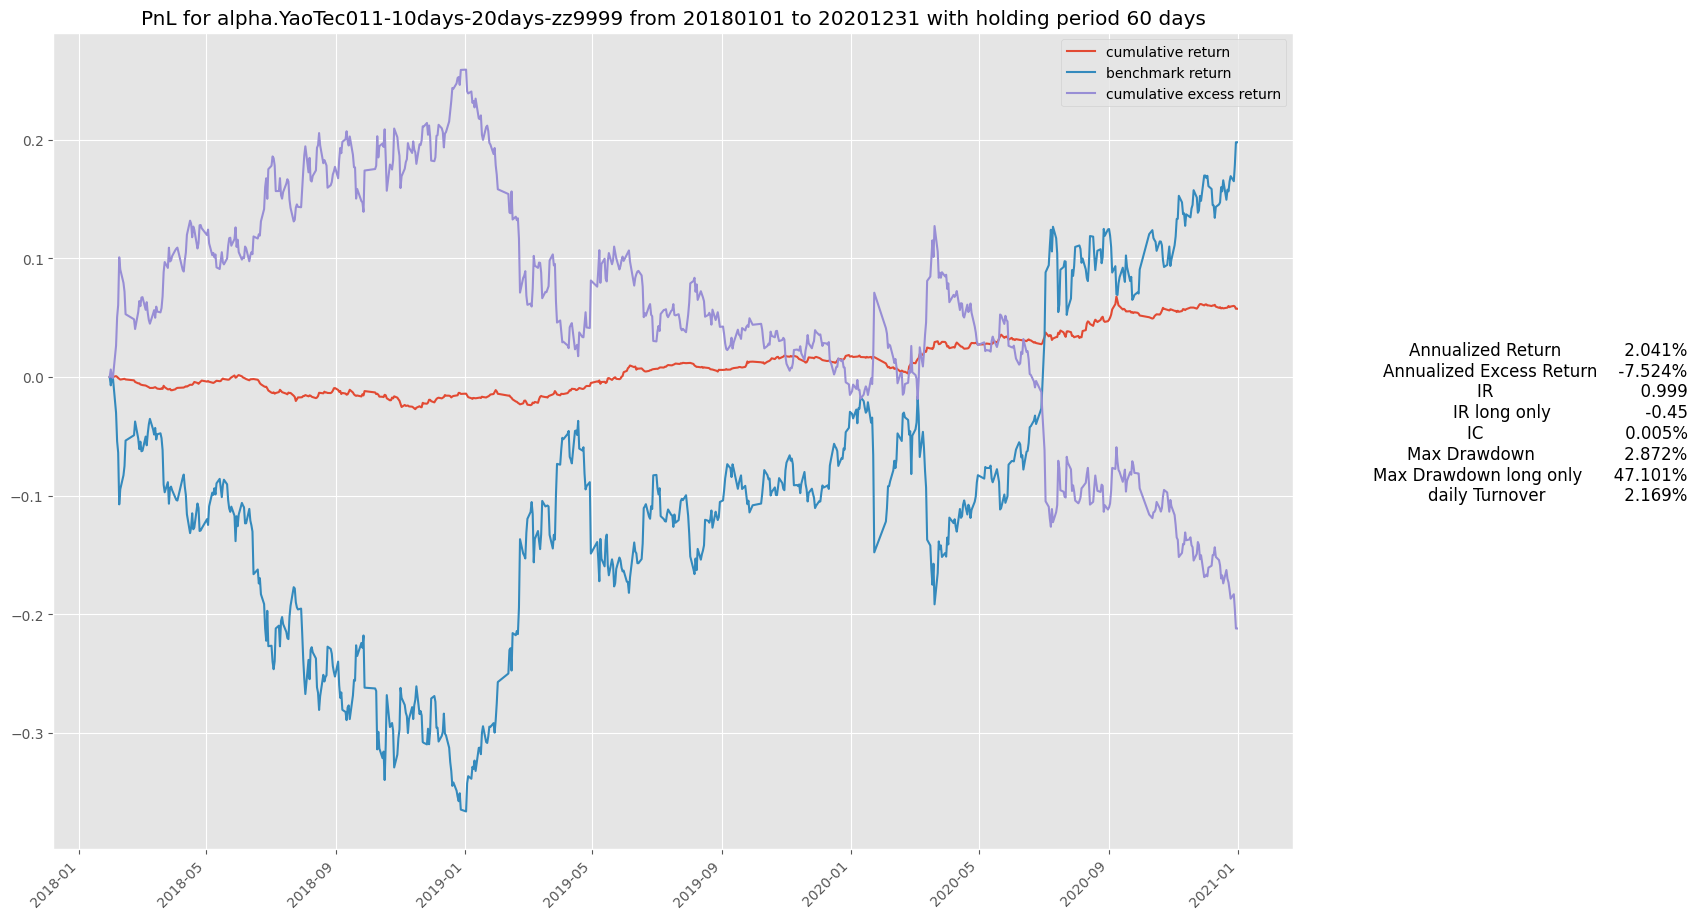 PnL for alpha.YaoTec011-10days-20days-zz9999 from 20180101 to 20201231 with holding period 60 days
cumulative return
benchmark return
cumulative excess return
0.2
0.1
0.0
−0.1
−0.2
−0.3
Annualized Return 2.041%
Annualized Excess Return -7.524%
IR 0.999
IR long only -0.45
IC 0.005%
Max Drawdown 2.872%
Max Drawdown long only 47.101%
daily Turnover 2.169%
2018-01 2018-05 2018-09 2019-01 2019-05 2019-09 2020-01 2020-05 2020-09 2021-01